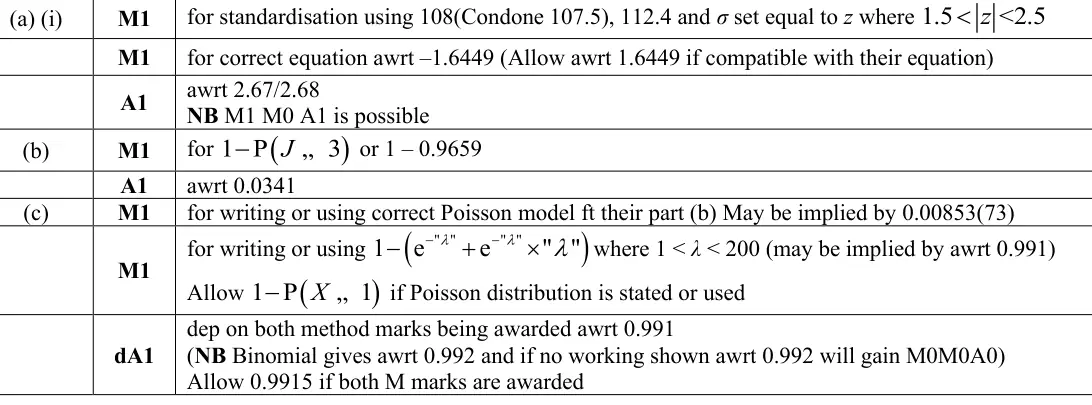 (a) (i) M1 for standardisation using 108(Condone 107.5), 112.4 and σ set equal to z where 1.5 < |z| <2.5
M1 for correct equation awrt –1.6449 (Allow awrt 1.6449 if compatible with their equation)
A1 awrt 2.67/2.68
NB M1 M0 A1 is possible
(b) M1 for 1−P(J ,, 3) or 1 – 0.9659
A1 awrt 0.0341
(c) M1 for writing or using correct Poisson model ft their part (b) May be implied by 0.00853(73)
M1 for writing or using 1−(e^−"λ" + e^−"λ" × "λ") where 1 < λ < 200 (may be implied by awrt 0.991)
Allow 1−P(X ,, 1) if Poisson distribution is stated or used
dA1 dep on both method marks being awarded awrt 0.991
(NB Binomial gives awrt 0.992 and if no working shown awrt 0.992 will gain M0M0A0)
Allow 0.9915 if both M marks are awarded